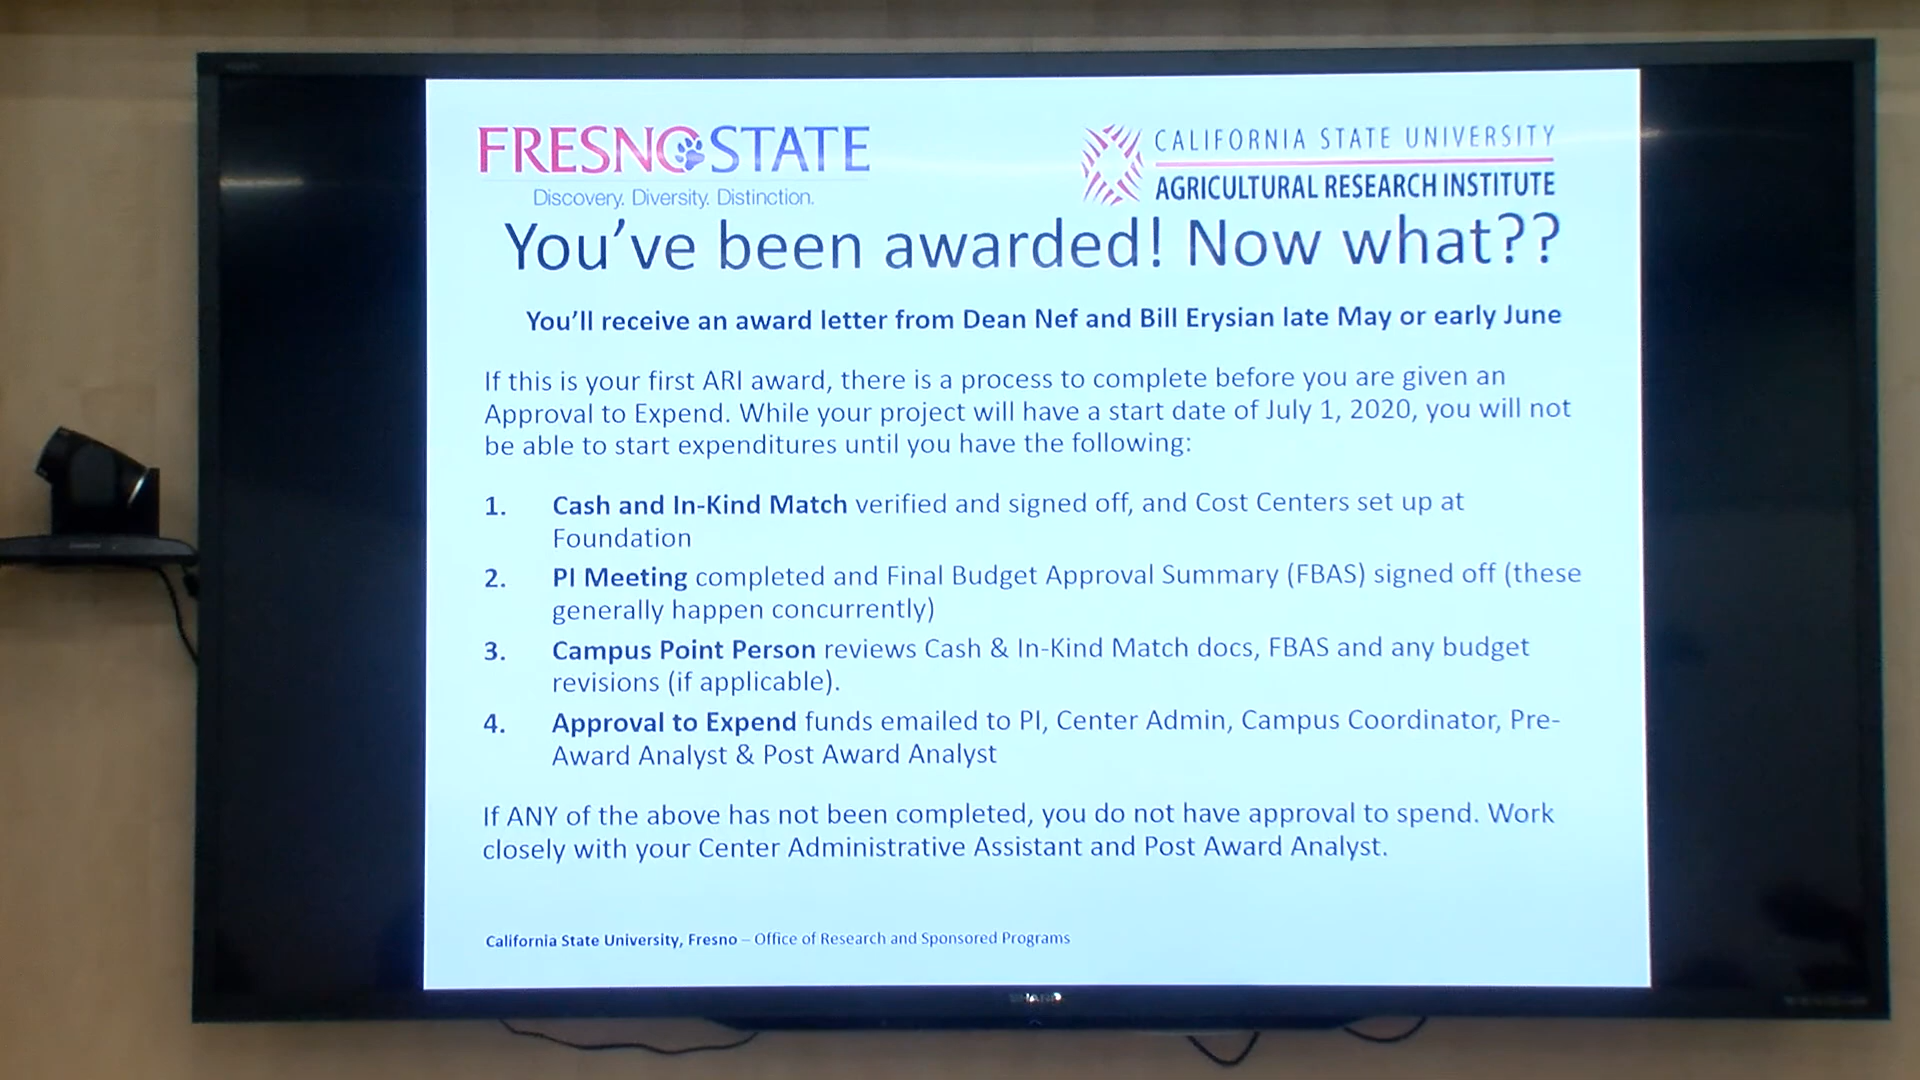 FRESNO STATE
Discovery. Diversity. Distinction.
CALIFORNIA STATE UNIVERSITY
AGRICULTURAL RESEARCH INSTITUTE
You've been awarded! Now what??
You'll receive an award letter from Dean Nef and Bill Erysian late May or early June
If this is your first ARI award, there is a process to complete before you are given an
Approval to Expend. While your project will have a start date of July 1, 2020, you will not
be able to start expenditures until you have the following:
1. Cash and In-Kind Match verified and signed off, and Cost Centers set up at
Foundation
2. PI Meeting completed and Final Budget Approval Summary (FBAS) signed off (these
generally happen concurrently)
3. Campus Point Person reviews Cash & In-Kind Match docs, FBAS and any budget
revisions (if applicable).
4. Approval to Expend funds emailed to PI, Center Admin, Campus Coordinator, Pre-
Award Analyst & Post Award Analyst
If ANY of the above has not been completed, you do not have approval to spend. Work
closely with your Center Administrative Assistant and Post Award Analyst.
California State University, Fresno – Office of Research and Sponsored Programs
SHARP